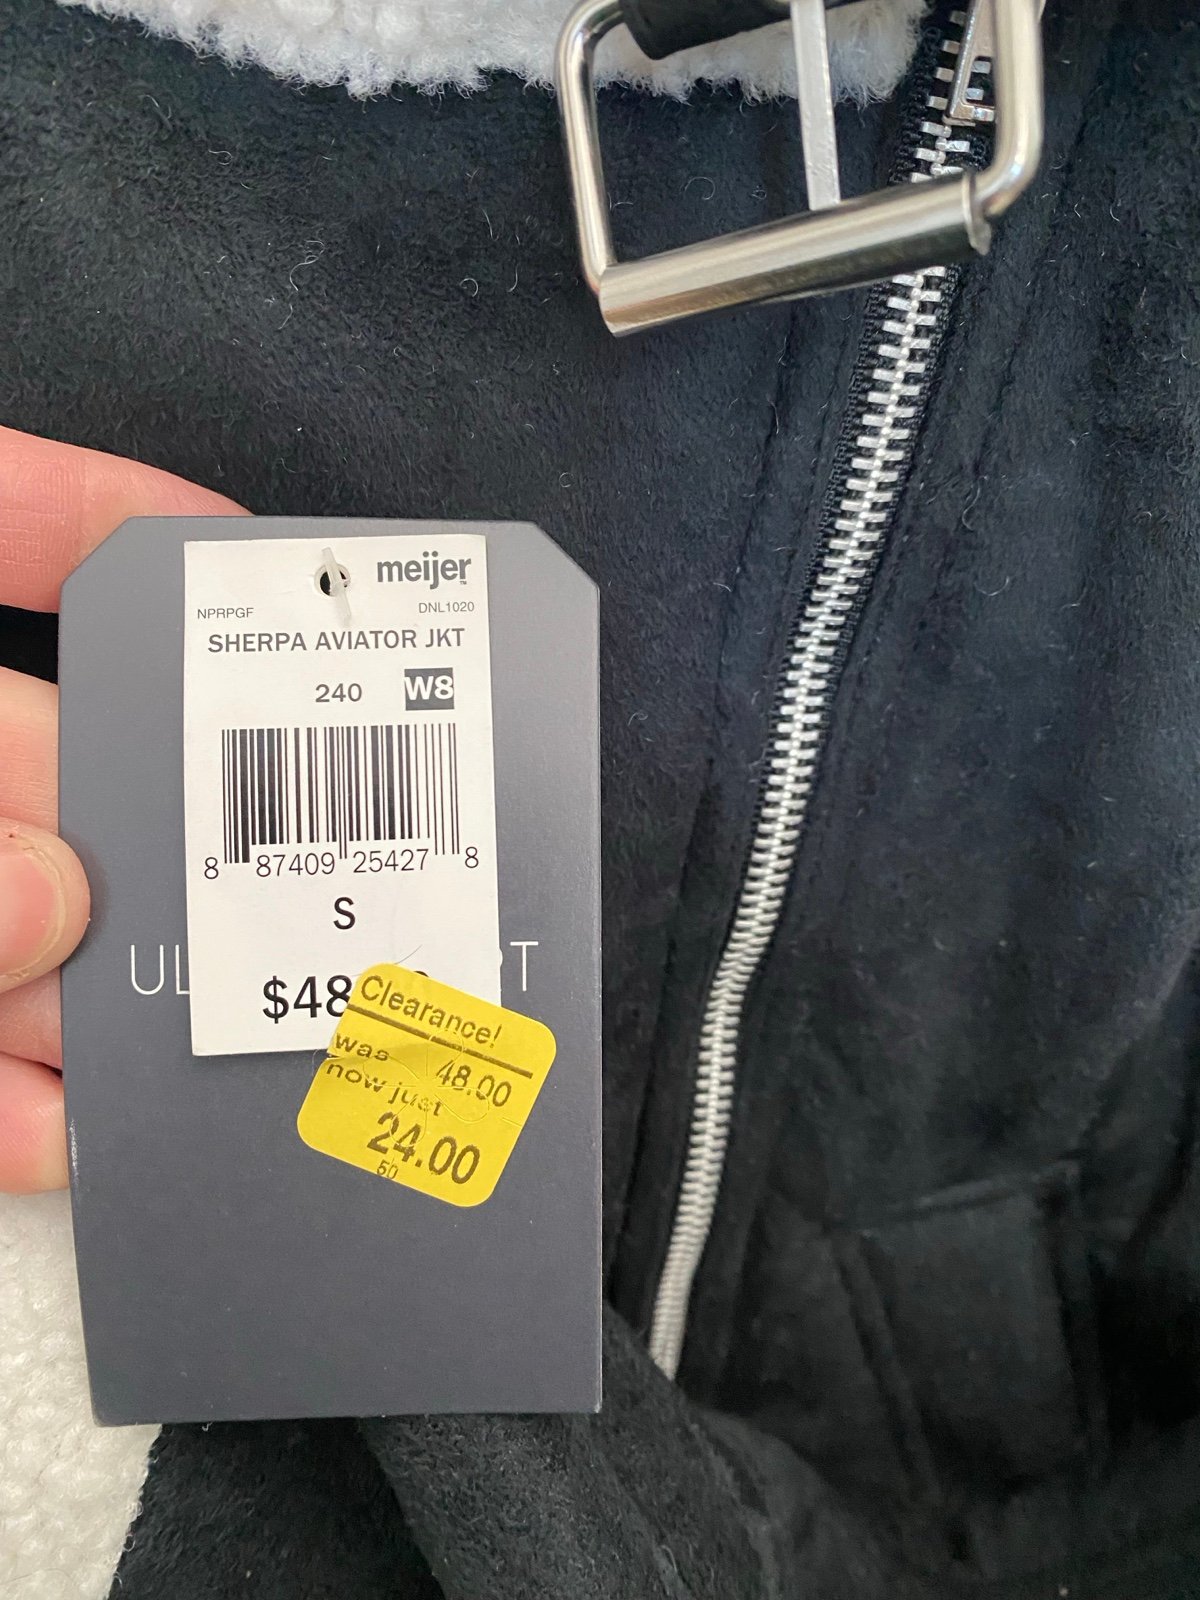 meijer
NPRPGF DNL1020
SHERPA AVIATOR JKT
240 W8
8 87409 25427 8
S
$48
Clearance!
was 48.00
now just
24.00
50